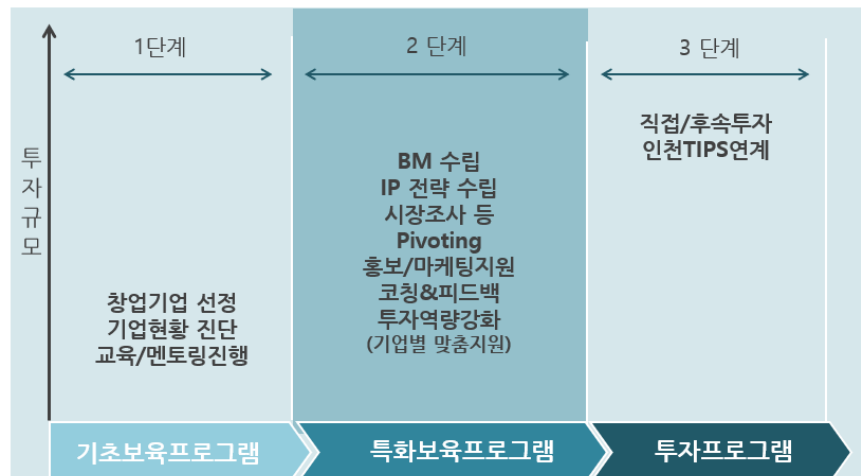 1단계
2 단계
3 단계
투자규모
창업기업 선정
기업현황 진단
교육/멘토링진행
BM 수립
IP 전략 수립
시장조사 등
Pivoting
홍보/마케팅지원
코칭&피드백
투자역량강화
(기업별 맞춤지원)
직접/후속투자
인천TIPS연계
기초보육프로그램
특화보육프로그램
투자프로그램